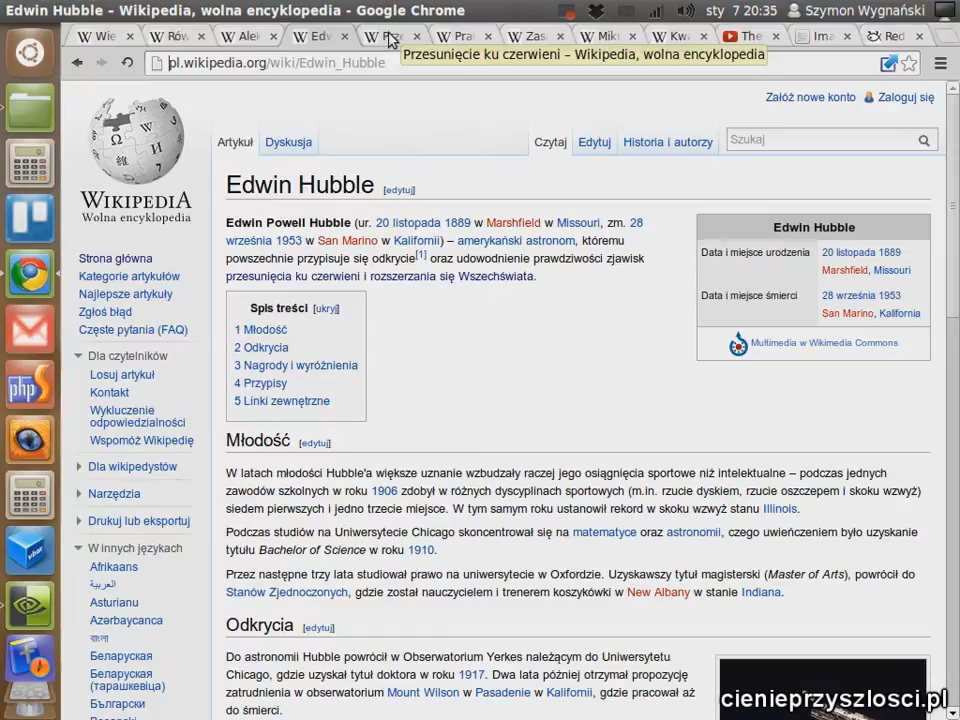 Edwin Hubble – Wikipedia, wolna encyklopedia - Google Chrome
sty 7 20:35
Szymon Wygnański
Wie
Rów
Alek
Edw
Prze
Pra
Zas
Mikr
Kwa
The
Ima
Red
Przesunięcie ku czerwieni – Wikipedia, wolna encyklopedia
pl.wikipedia.org/wiki/Edwin_Hubble
Załóż nowe konto
Zaloguj się
Artykuł
Dyskusja
Czytaj
Edytuj
Historia i autorzy
Szukaj
WIKIPEDIA
Wolna encyklopedia
Strona główna
Kategorie artykułów
Najlepsze artykuły
Zgłoś błąd
Częste pytania (FAQ)
Dla czytelników
Losuj artykuł
Kontakt
Wykluczenie
odpowiedzialności
Wspomóż Wikipedię
Dla wikipedystów
Narzędzia
Drukuj lub eksportuj
W innych językach
Afrikaans
العربية
Asturianu
Azərbaycanca
বাংলা
Беларуская
Беларуская
(тарашкевіца)
Български
Edwin Hubble [edytuj]
Edwin Powell Hubble (ur. 20 listopada 1889 w Marshfield w Missouri, zm. 28
września 1953 w San Marino w Kalifornii) – amerykański astronom, któremu
powszechnie przypisuje się odkrycie[1] oraz udowodnienie prawdziwości zjawisk
przesunięcia ku czerwieni i rozszerzania się Wszechświata.
Edwin Hubble
Data i miejsce urodzenia
20 listopada 1889
Marshfield, Missouri
Data i miejsce śmierci
28 września 1953
San Marino, Kalifornia
Multimedia w Wikimedia Commons
Spis treści [ukryj]
1 Młodość
2 Odkrycia
3 Nagrody i wyróżnienia
4 Przypisy
5 Linki zewnętrzne
Młodość [edytuj]
W latach młodości Hubble'a większe uznanie wzbudzały raczej jego osiągnięcia sportowe niż intelektualne – podczas jednych
zawodów szkolnych w roku 1906 zdobył w różnych dyscyplinach sportowych (m.in. rzucie dyskiem, rzucie oszczepem i skoku wzwyż)
siedem pierwszych i jedno trzecie miejsce. W tym samym roku ustanowił rekord w skoku wzwyż stanu Illinois.
Podczas studiów na Uniwersytecie Chicago skoncentrował się na matematyce oraz astronomii, czego uwieńczeniem było uzyskanie
tytułu Bachelor of Science w roku 1910.
Przez następne trzy lata studiował prawo na uniwersytecie w Oxfordzie. Uzyskawszy tytuł magisterski (Master of Arts), powrócił do
Stanów Zjednoczonych, gdzie został nauczycielem i trenerem koszykówki w New Albany w stanie Indiana.
Odkrycia [edytuj]
Do astronomii Hubble powrócił w Obserwatorium Yerkes należącym do Uniwersytetu
Chicago, gdzie uzyskał tytuł doktora w roku 1917. Dwa lata później otrzymał propozycję
zatrudnienia w obserwatorium Mount Wilson w Pasadenie w Kalifornii, gdzie pracował aż
do śmierci.
cienieprzyszlosci.pl